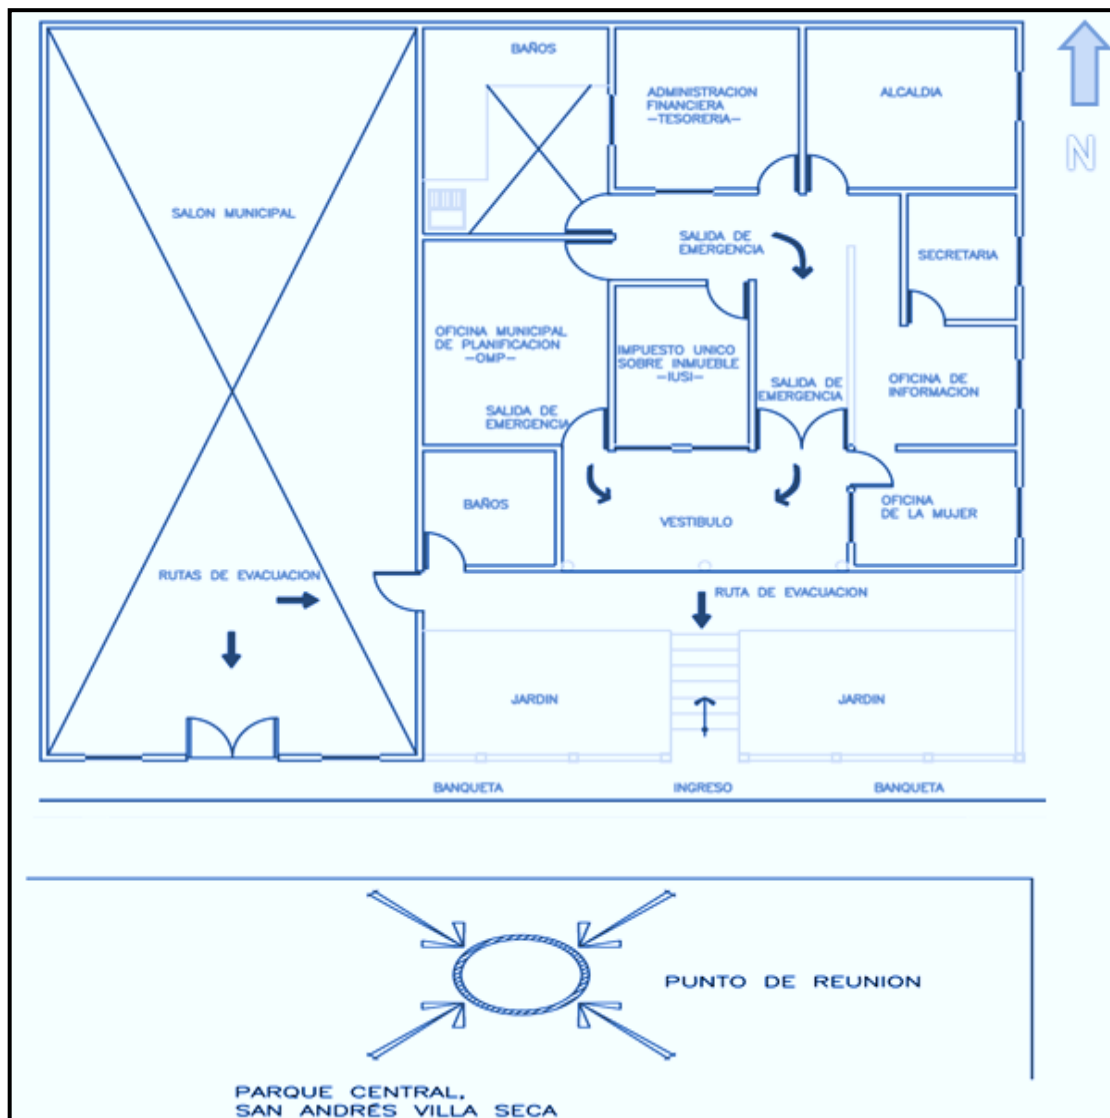 BAÑOS
ADMINISTRACION
FINANCIERA
-TESORERIA-
ALCALDIA
N
SALON MUNICIPAL
SALIDA DE
EMERGENCIA
SECRETARIA
OFICINA MUNICIPAL
DE PLANIFICACION
-OMP-
IMPUESTO UNICO
SOBRE INMUEBLE
-IUSI-
SALIDA DE
EMERGENCIA
OFICINA DE
INFORMACION
SALIDA DE
EMERGENCIA
BAÑOS
VESTIBULO
OFICINA
DE LA MUJER
RUTAS DE EVACUACION
RUTA DE EVACUACION
JARDIN
JARDIN
BANQUETA
INGRESO
BANQUETA
PUNTO DE REUNION
PARQUE CENTRAL,
SAN ANDRÉS VILLA SECA